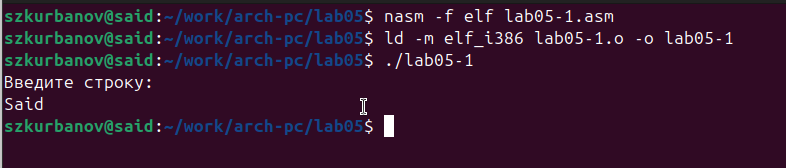 szkurbanov@said:~/work/arch-pc/lab05$ nasm -f elf lab05-1.asm
szkurbanov@said:~/work/arch-pc/lab05$ ld -m elf_i386 lab05-1.o -o lab05-1
szkurbanov@said:~/work/arch-pc/lab05$ ./lab05-1
Введите строку:
Said
szkurbanov@said:~/work/arch-pc/lab05$